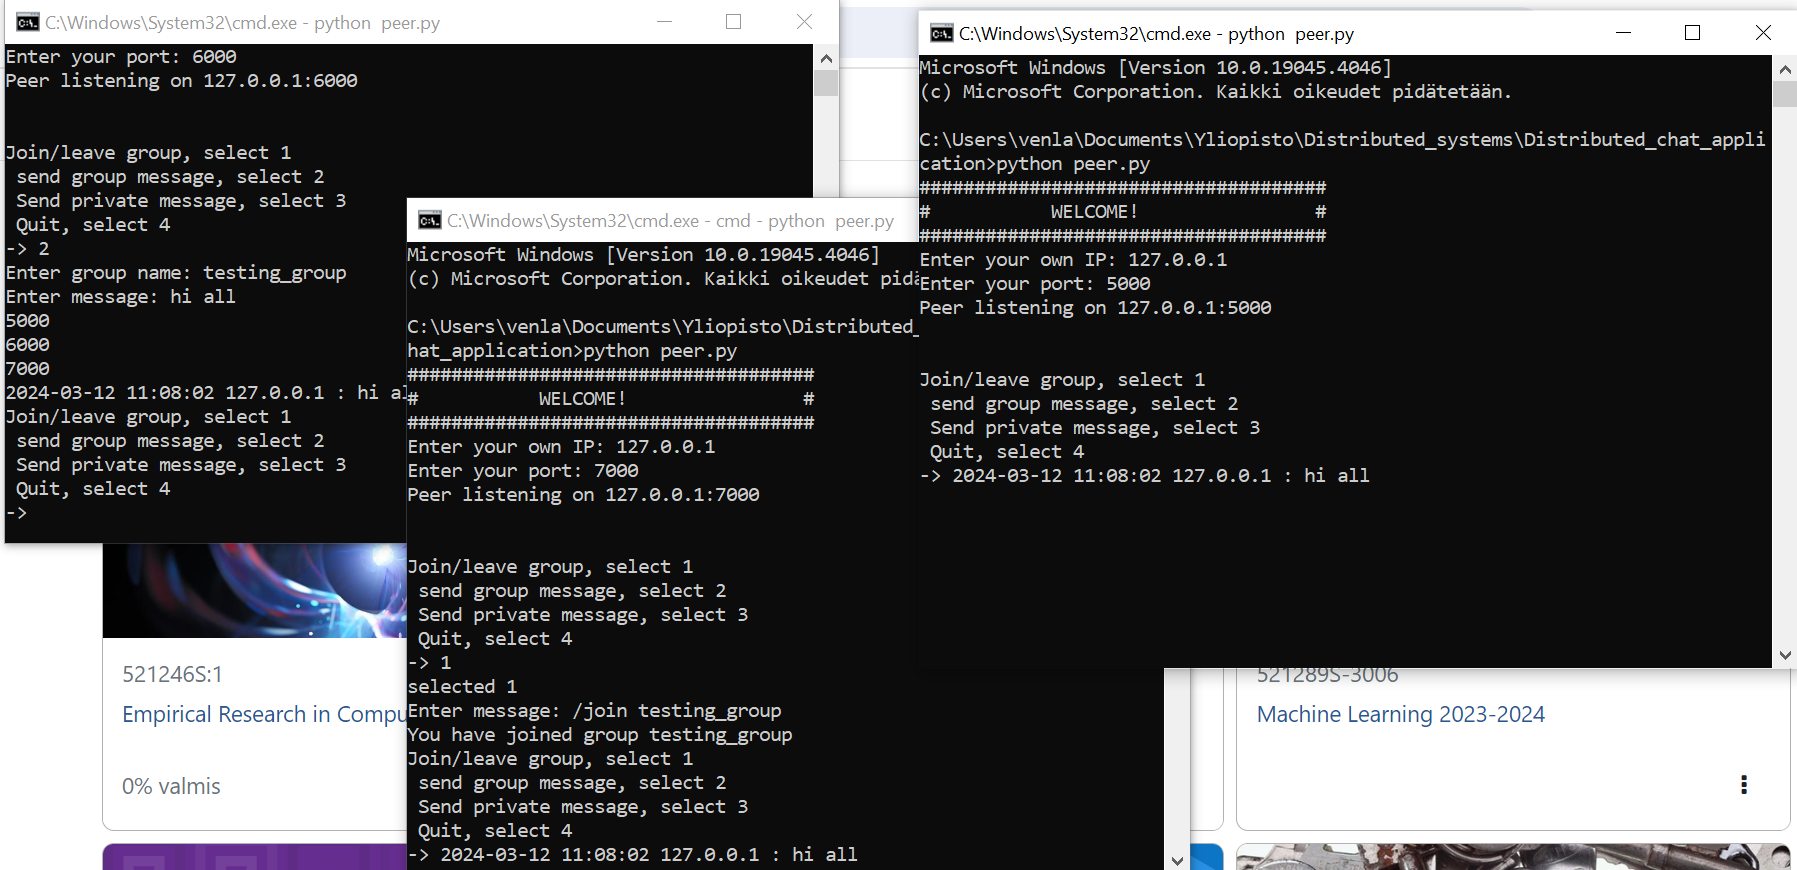 C:\Windows\System32\cmd.exe - python  peer.py
Enter your port: 6000
Peer listening on 127.0.0.1:6000
Join/leave group, select 1
 send group message, select 2
 Send private message, select 3
 Quit, select 4
-> 2
Enter group name: testing_group
Enter message: hi all
5000
6000
7000
2024-03-12 11:08:02 127.0.0.1 : hi al
Join/leave group, select 1
 send group message, select 2
 Send private message, select 3
 Quit, select 4
->
C:\Windows\System32\cmd.exe - cmd - python  peer.py
Microsoft Windows [Version 10.0.19045.4046]
(c) Microsoft Corporation. Kaikki oikeudet pidä
C:\Users\venla\Documents\Yliopisto\Distributed_
hat_application>python peer.py
#####################################
#           WELCOME!                #
#####################################
Enter your own IP: 127.0.0.1
Enter your port: 7000
Peer listening on 127.0.0.1:7000
Join/leave group, select 1
 send group message, select 2
 Send private message, select 3
 Quit, select 4
-> 1
selected 1
Enter message: /join testing_group
You have joined group testing_group
Join/leave group, select 1
 send group message, select 2
 Send private message, select 3
 Quit, select 4
-> 2024-03-12 11:08:02 127.0.0.1 : hi all
C:\Windows\System32\cmd.exe - python  peer.py
Microsoft Windows [Version 10.0.19045.4046]
(c) Microsoft Corporation. Kaikki oikeudet pidätetään.
C:\Users\venla\Documents\Yliopisto\Distributed_systems\Distributed_chat_appli
cation>python peer.py
#####################################
#           WELCOME!                #
#####################################
Enter your own IP: 127.0.0.1
Enter your port: 5000
Peer listening on 127.0.0.1:5000
Join/leave group, select 1
 send group message, select 2
 Send private message, select 3
 Quit, select 4
-> 2024-03-12 11:08:02 127.0.0.1 : hi all
521246S:1
Empirical Research in Compu
0% valmis
521289S-3006
Machine Learning 2023-2024